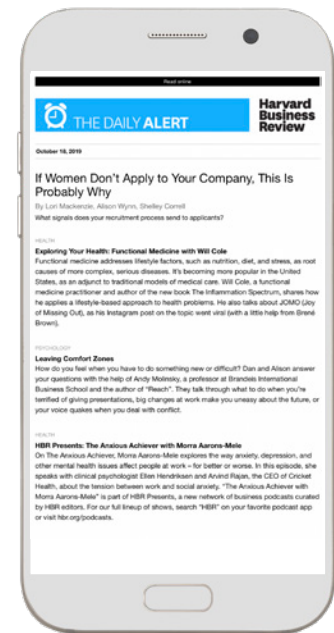 Read online
THE DAILY ALERT
Harvard
Business
Review
October 16, 2019
If Women Don't Apply to Your Company, This Is
Probably Why
By Lori Mackenzie, Alison Wynn, Shelley Correll
What signals does your recruitment process send to applicants?
HEALTH
Exploring Your Health: Functional Medicine with Will Cole
Functional medicine addresses lifestyle factors, such as nutrition, diet, and stress, as root
causes of more complex, serious diseases. It's becoming more popular in the United
States, as an adjunct to traditional models of medical care. Will Cole, a functional
medicine practitioner and author of the new book The Inflammation Spectrum, shares how
he applies a lifestyle-based approach to health problems. He also talks about JOMO (Joy
of Missing Out), as his Instagram post on the topic went viral (with a little help from Brené
Brown).
PSYCHOLOGY
Leaving Comfort Zones
How do you feel when you have to do something new or difficult? Dan and Alison answer
your questions with the help of Andy Molinsky, a professor at Brandeis International
Business School and the author of "Reach". They talk through what to do when you're
terrified of giving presentations, big changes at work make you uneasy about the future, or
your voice quakes when you deal with conflict.
HEALTH
HBR Presents: The Anxious Achiever with Morra Aarons-Mele
On The Anxious Achiever, Morra Aarons-Mele explores the way anxiety, depression, and
other mental health issues affect people at work – for better or worse. In this episode, she
speaks with clinical psychologist Ellen Hendriksen and Arvind Rajan, the CEO of Cricket
Health, about the tension between work and social anxiety. "The Anxious Achiever with
Morra Aarons-Mele" is part of HBR Presents, a new network of business podcasts curated
by HBR editors. For our full lineup of shows, search "HBR" on your favorite podcast app
or visit hbr.org/podcasts.